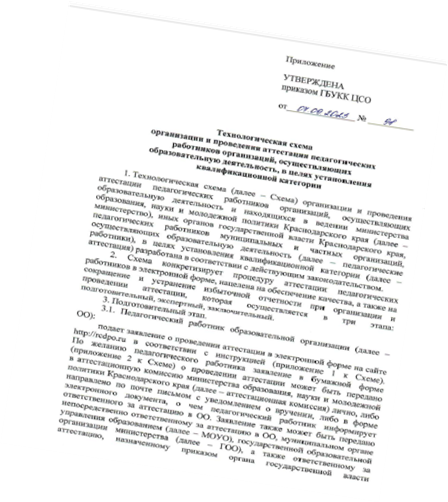 Приложение
УТВЕРЖДЕНА
приказом ГБУКК ЦСО
от 04.09.2023 №
Технологическая схема
организации и проведения аттестации педагогических
работников организаций, осуществляющих
образовательную деятельность, в целях установления
квалификационной категории
1. Технологическая схема (далее – Схема) организации и проведения
аттестации педагогических работников организаций, осуществляющих
образовательную деятельность и находящихся в ведении министерства
образования, науки и молодежной политики Краснодарского края (далее –
министерство), иных органов государственной власти Краснодарского края,
педагогических работников муниципальных и частных организаций,
осуществляющих образовательную деятельность (далее – педагогические
работники), в целях установления квалификационной категории (далее –
аттестация) разработана в соответствии с действующим законодательством.
2. Схема конкретизирует процедуру аттестации педагогических
работников в электронной форме, нацелена на обеспечение качества, а также на
сокращение и устранение избыточной отчетности при организации и
проведении аттестации, которая осуществляется в три этапа:
подготовительный, экспертный, заключительный.
3. Подготовительный этап.
3.1. Педагогический работник образовательной организации (далее –
ОО):
подает заявление о проведении аттестации в электронной форме на сайте
http://rcdpo.ru в соответствии с инструкцией (приложение 1 к Схеме).
По желанию педагогического работника заявление в бумажной форме
(приложение 2 к Схеме) о проведении аттестации может быть передано
в аттестационную комиссию министерства образования, науки и молодежной
политики Краснодарского края (далее – аттестационная комиссия) лично, либо
направлено по почте письмом с уведомлением о вручении, либо в форме
электронного документа, о чем педагогический работник информирует
ответственного за аттестацию в ОО. Заявление также может быть передано
непосредственно ответственному за аттестацию в ОО, муниципальном органе
управления образованием (далее – МОУО), государственной образовательной
организации министерства (далее – ГОО), а также ответственному за
аттестацию, назначенному приказом органа государственной власти